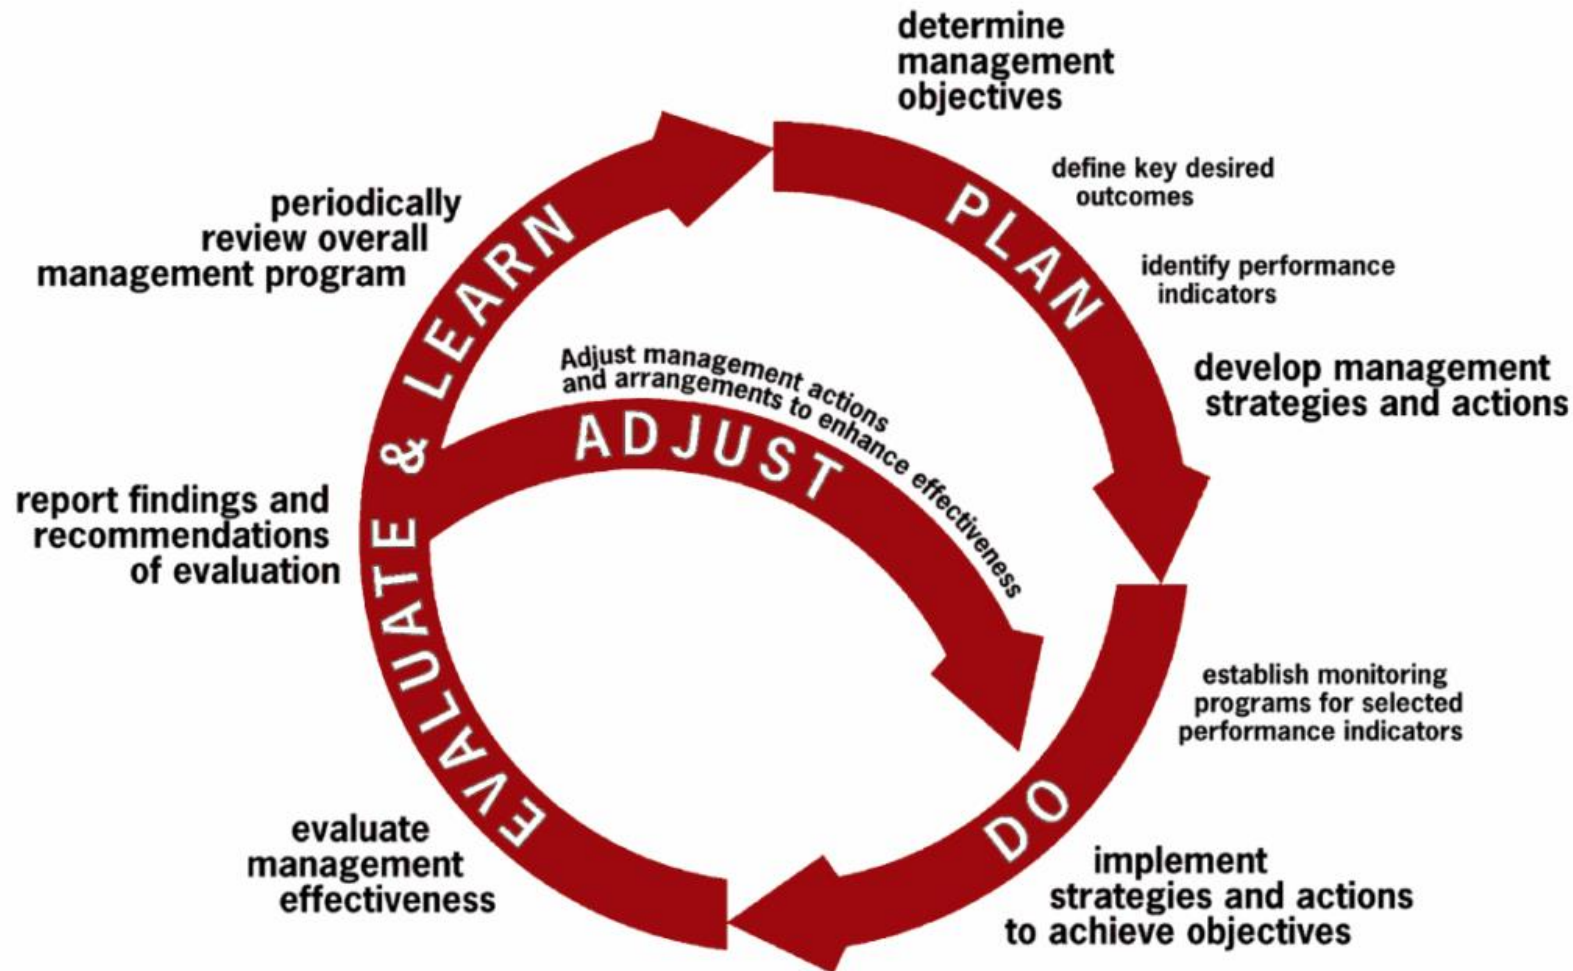 determine
management
objectives
define key desired
outcomes
PLAN
identify performance
indicators
develop management
strategies and actions
establish monitoring
programs for selected
performance indicators
DO
implement
strategies and actions
to achieve objectives
evaluate
management
effectiveness
EVALUATE & LEARN
report findings and
recommendations
of evaluation
periodically
review overall
management program
Adjust management actions
and arrangements to enhance effectiveness
ADJUST